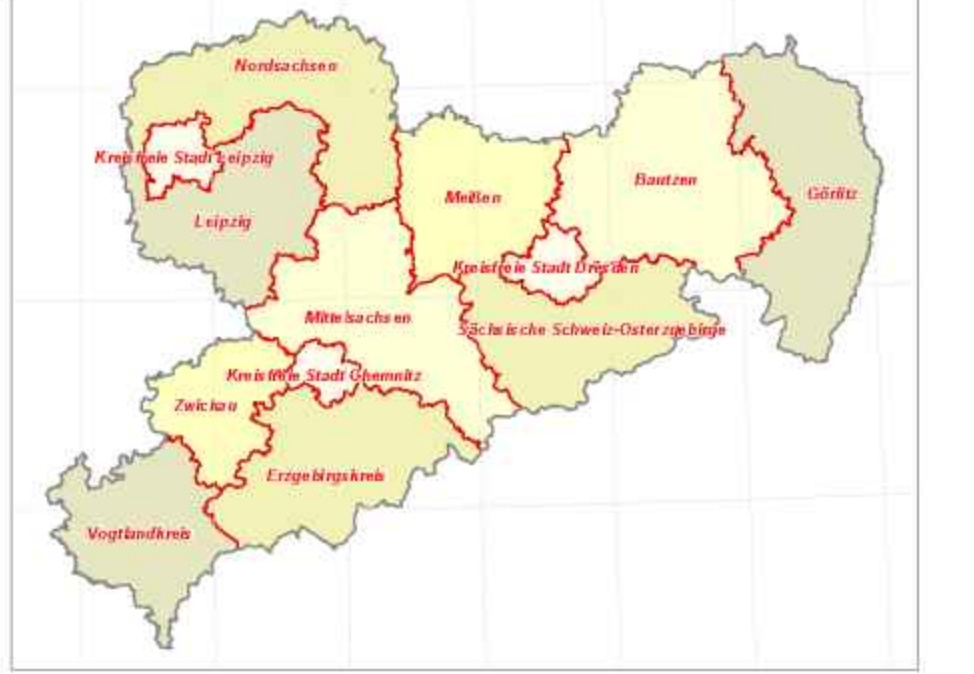 Nordsachsen
Kreisfreie Stadt Leipzig
Leipzig
Meißen
Bautzen
Görlitz
Kreisfreie Stadt Dresden
Mittelsachsen
Sächsische Schweiz-Osterzgebirge
Kreisfreie Stadt Chemnitz
Zwickau
Erzgebirgskreis
Vogtlandkreis